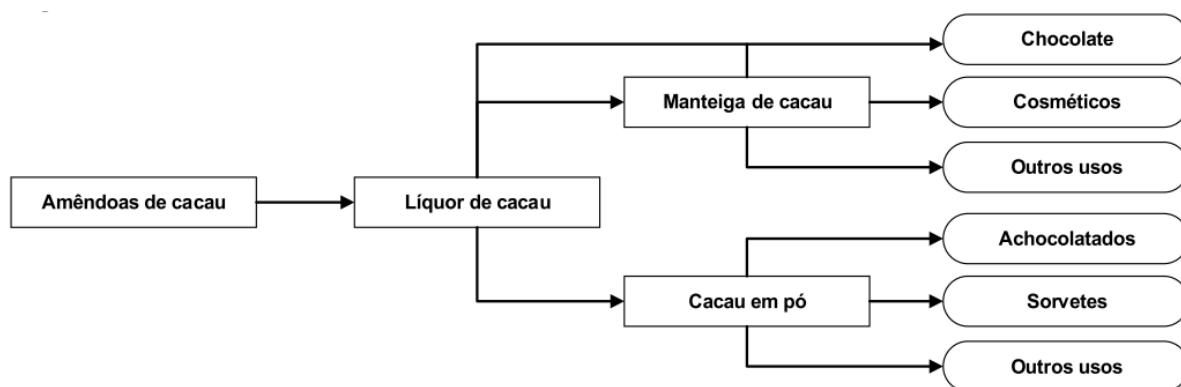 Chocolate
Manteiga de cacau
Cosméticos
Outros usos
Amêndoas de cacau
Líquor de cacau
Achocolatados
Cacau em pó
Sorvetes
Outros usos